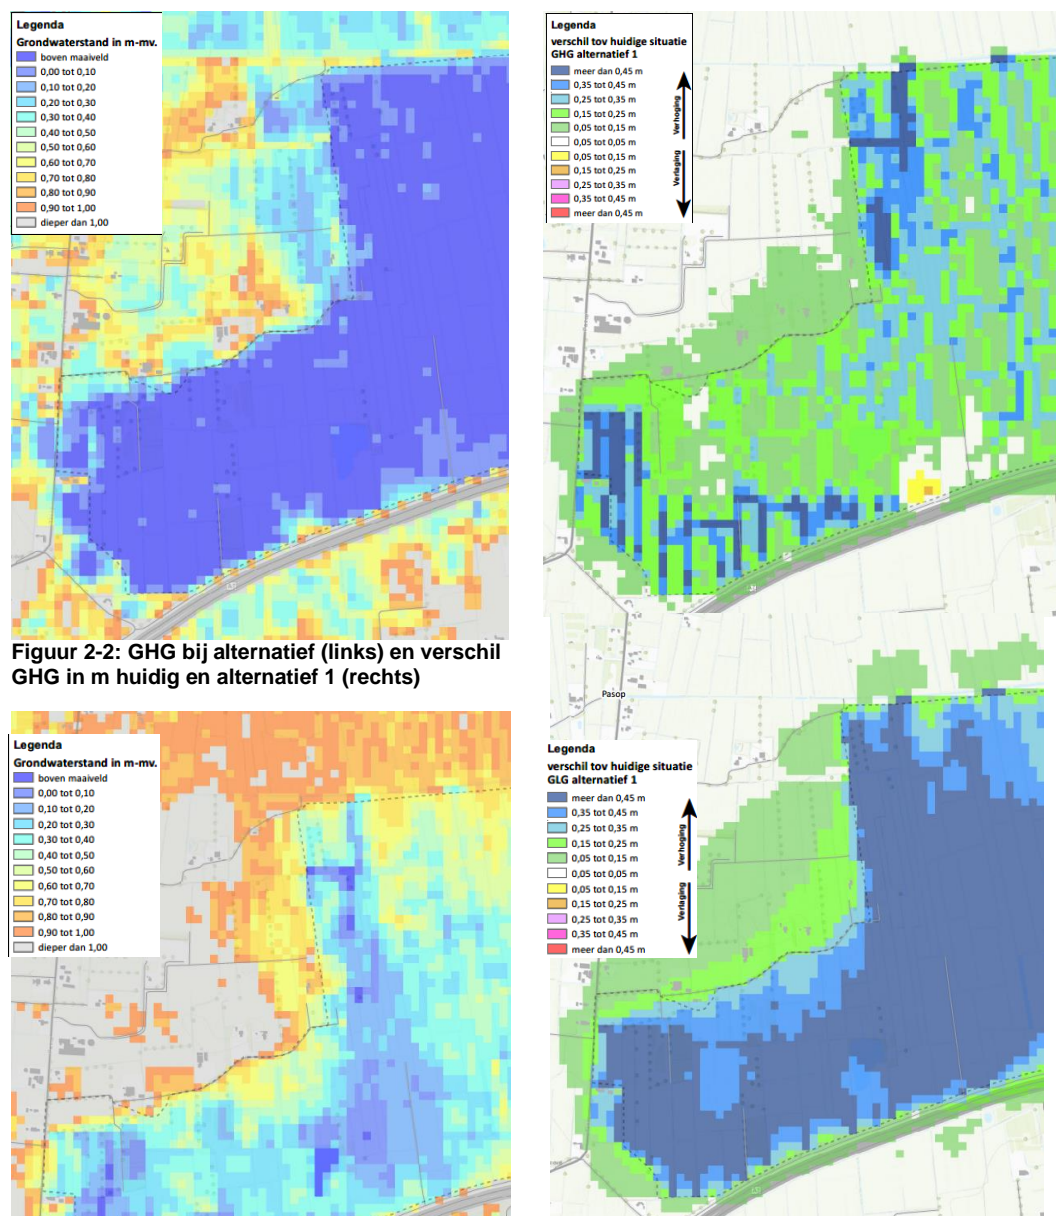 Legenda
Grondwaterstand in m-mv.
boven maaiveld
0,00 tot 0,10
0,10 tot 0,20
0,20 tot 0,30
0,30 tot 0,40
0,40 tot 0,50
0,50 tot 0,60
0,60 tot 0,70
0,70 tot 0,80
0,80 tot 0,90
0,90 tot 1,00
dieper dan 1,00
Legenda
verschil tov huidige situatie
GHG alternatief 1
meer dan 0,45 m
0,35 tot 0,45 m
0,25 tot 0,35 m
0,15 tot 0,25 m
0,05 tot 0,15 m
0,05 tot 0,05 m
0,05 tot 0,15 m
0,15 tot 0,25 m
0,25 tot 0,35 m
0,35 tot 0,45 m
meer dan 0,45 m
Verhoging
Verlaging
Figuur 2-2: GHG bij alternatief (links) en verschil
GHG in m huidig en alternatief 1 (rechts)
Legenda
Grondwaterstand in m-mv.
boven maaiveld
0,00 tot 0,10
0,10 tot 0,20
0,20 tot 0,30
0,30 tot 0,40
0,40 tot 0,50
0,50 tot 0,60
0,60 tot 0,70
0,70 tot 0,80
0,80 tot 0,90
0,90 tot 1,00
dieper dan 1,00
Pasop
Legenda
verschil tov huidige situatie
GLG alternatief 1
meer dan 0,45 m
0,35 tot 0,45 m
0,25 tot 0,35 m
0,15 tot 0,25 m
0,05 tot 0,15 m
0,05 tot 0,05 m
0,05 tot 0,15 m
0,15 tot 0,25 m
0,25 tot 0,35 m
0,35 tot 0,45 m
meer dan 0,45 m
Verhoging
Verlaging